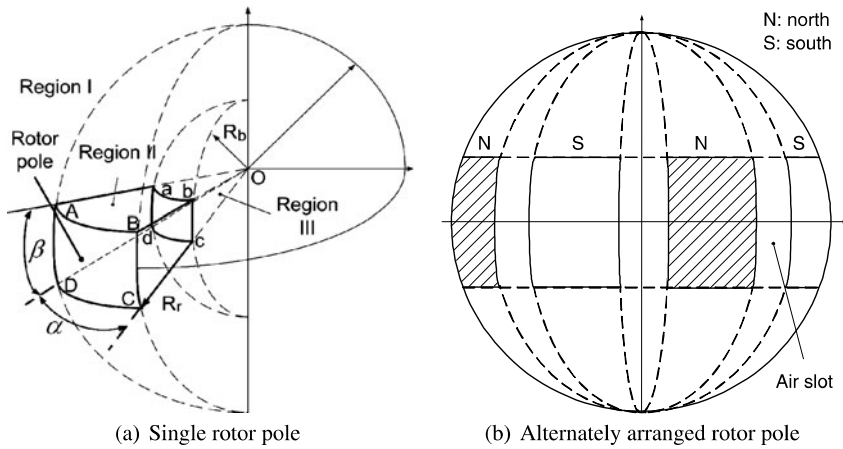 N: north
S: south
Region I
Rotor
pole
Region II
R_b
O
a
b
Region
III
A
B
d
c
β
D
C
R_r
α
N
S
N
S
Air slot
(a) Single rotor pole
(b) Alternately arranged rotor pole